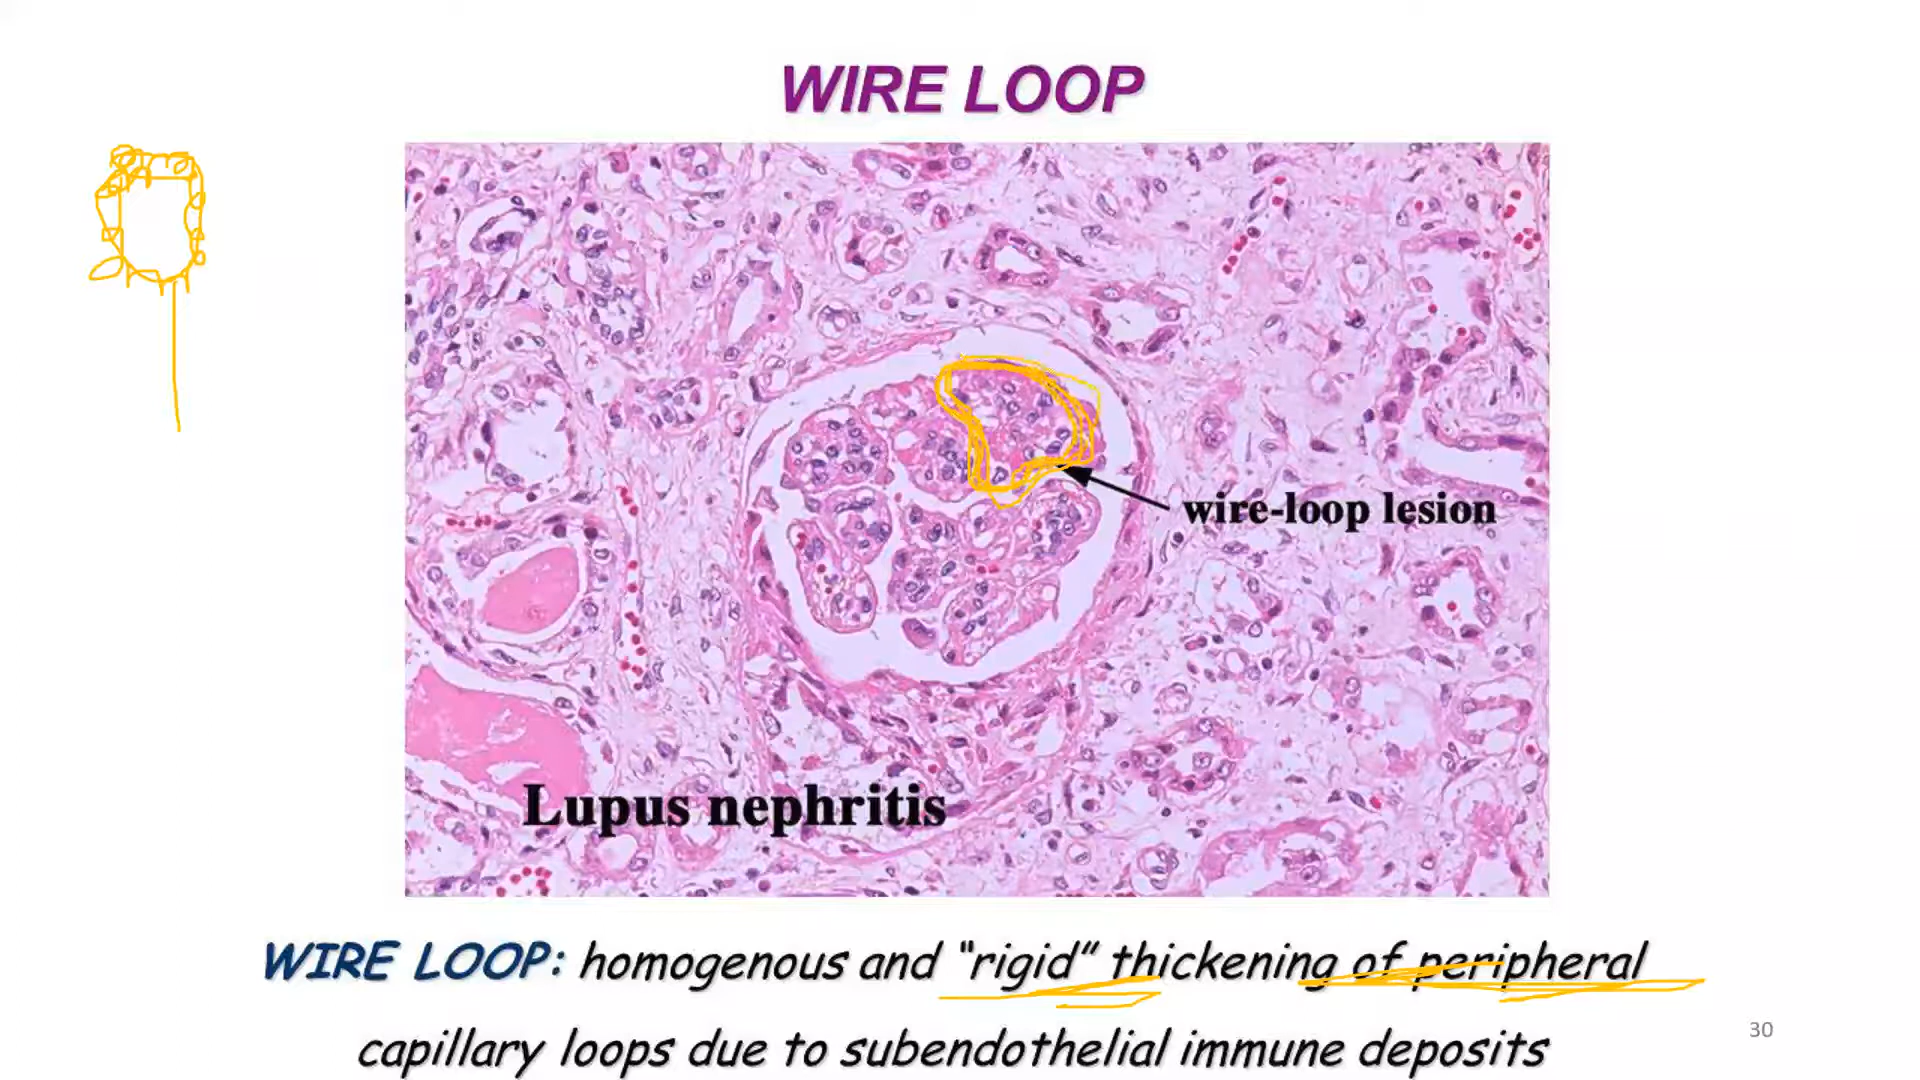 WIRE LOOP
wire-loop lesion
Lupus nephritis
WIRE LOOP: homogenous and “rigid” thickening of peripheral
capillary loops due to subendothelial immune deposits
30